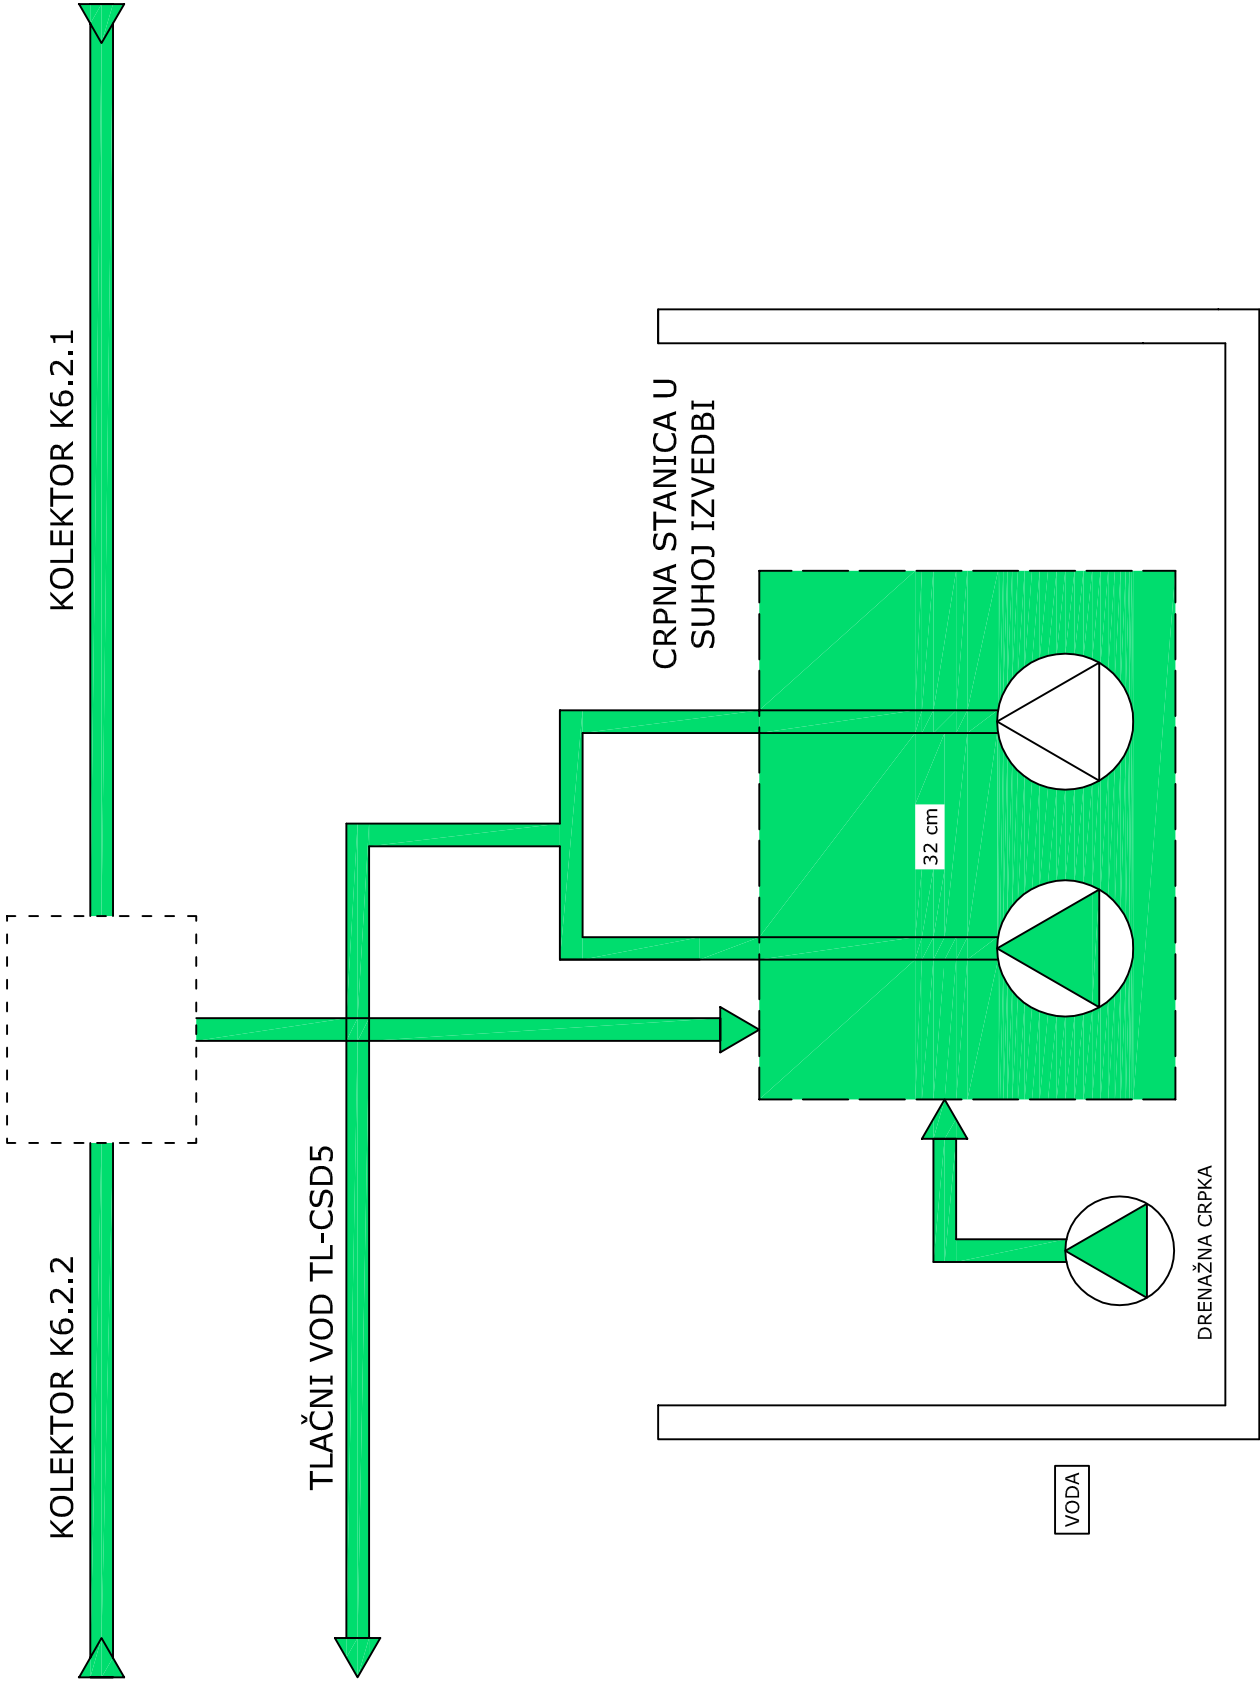 KOLEKTOR K6.2.2
KOLEKTOR K6.2.1
TLAČNI VOD TL-CSD5
CRPNA STANICA U
SUHOJ IZVEDBI
32 cm
VODA
DRENAŽNA CRPKA